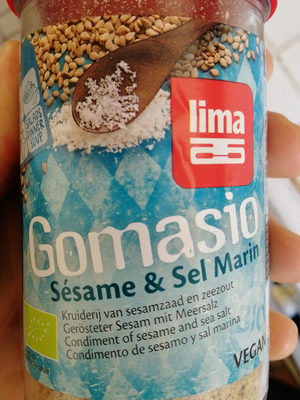 lima
Gomasio
Sésame & Sel Marin
Kruiderij van sesamzaad en zeezout
Gerösteter Sesam mit Meersalz
Condiment of sesame and sea salt
Condimento de sesamo y sal marina
VEGAN